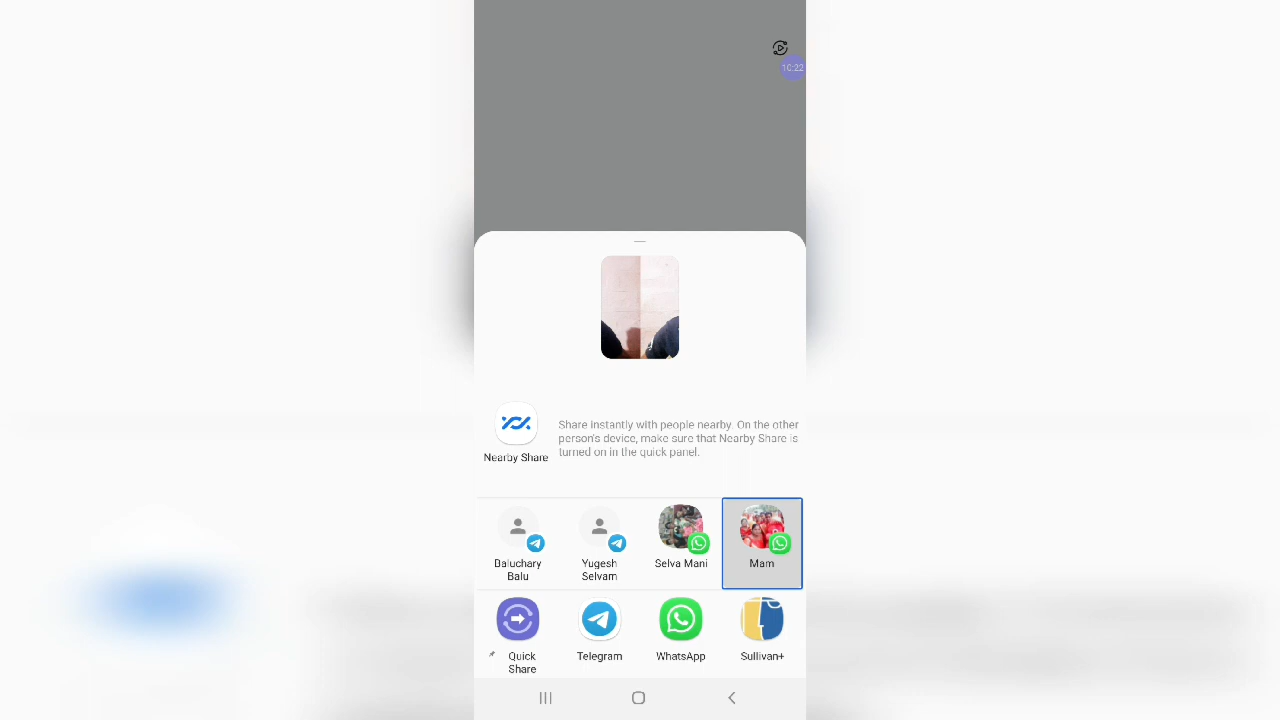 10:22
Share instantly with people nearby. On the other
person's device, make sure that Nearby Share is
turned on in the quick panel.
Nearby Share
Baluchary
Balu
Yugesh
Selvam
Selva Mani
Mam
Quick
Share
Telegram
WhatsApp
Sullivan+